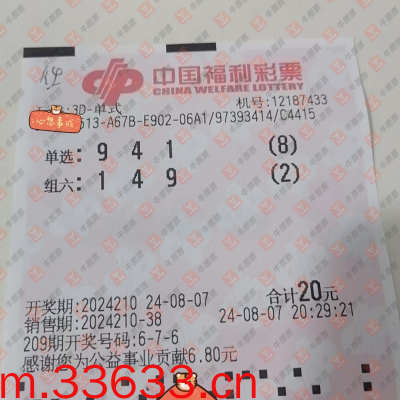 中国福利彩票
CHINA WELFARE LOTTERY
3D-单式 机号:12187433
513-A67B-E902-06A1/97393414/C4415
心想事成
单选: 9 4 1 (8)
组六: 1 4 9 (2)
开奖期:2024210 24-08-07 合计20元
销售期:2024210-38 24-08-07 20:29:21
209期开奖号码:6-7-6
感谢您为公益事业贡献6.80元
m.33633.cn